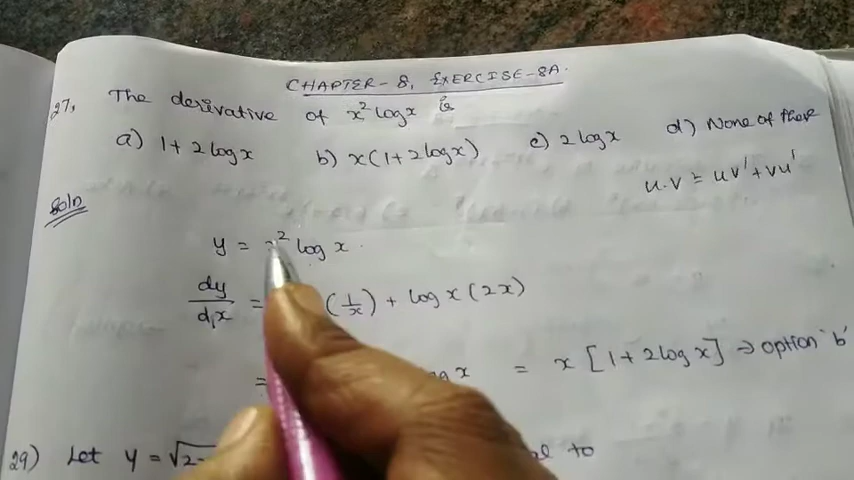 CHAPTER-8, EXERCISE-8A.
27, The derivative of x² log x is
a) 1+2 log x b) x(1+2 log x) c) 2 log x d) None of these
u.v = uv' + vu'
Soln
y = x² log x
dy/dx = (1/x) + log x (2x)
= x = x [1+2 log x] ⇒ option 'b'
29) Let y = √2- to